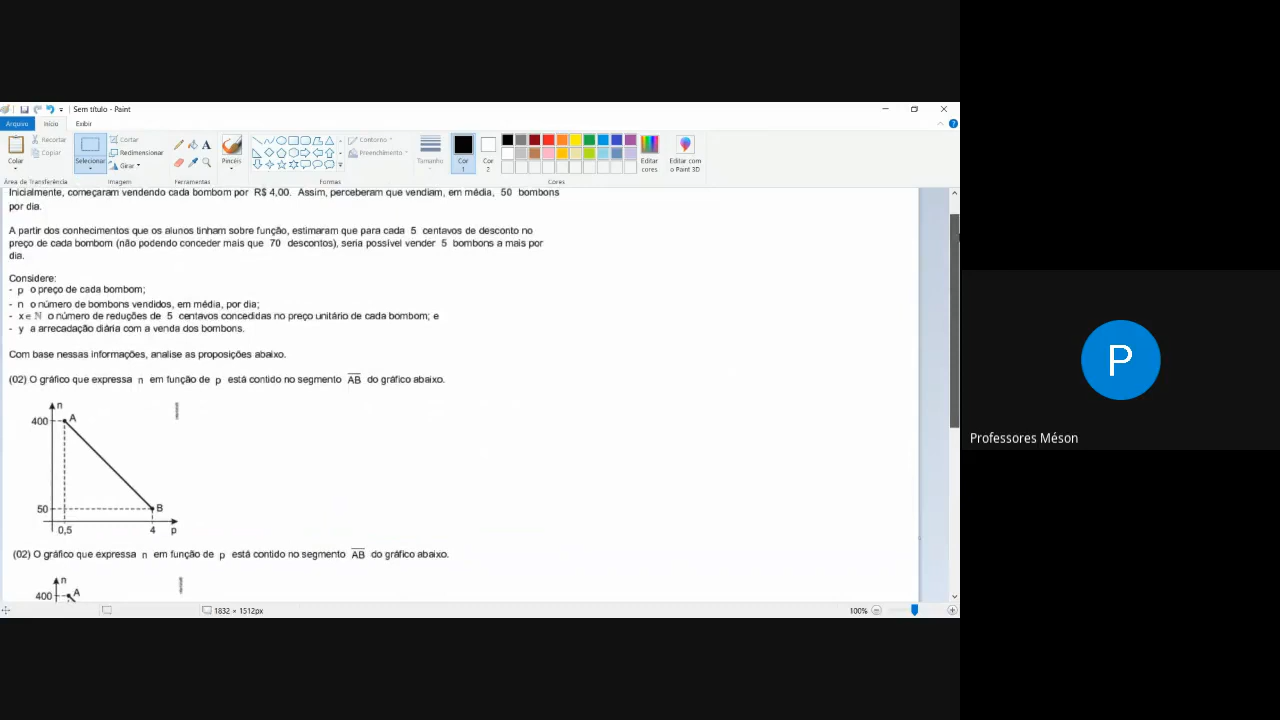 Sem título - Paint
Arquivo Início Exibir
Colar
Recortar
Copiar
Área de Transferência
Selecionar
Cortar
Redimensionar
Girar
Imagem
Ferramentas
Pincéis
Formas
Contorno
Preenchimento
Tamanho
Cor 1
Cor 2
Editar cores
Cores
Editar com o Paint 3D
Inicialmente, começaram vendendo cada bombom por R$ 4,00. Assim, perceberam que vendiam, em média, 50 bombons
por dia.
A partir dos conhecimentos que os alunos tinham sobre função, estimaram que para cada 5 centavos de desconto no
preço de cada bombom (não podendo conceder mais que 70 descontos), seria possível vender 5 bombons a mais por
dia.
Considere:
- p o preço de cada bombom;
- n o número de bombons vendidos, em média, por dia;
- x ∈ ℕ o número de reduções de 5 centavos concedidas no preço unitário de cada bombom; e
- y a arrecadação diária com a venda dos bombons.
Com base nessas informações, analise as proposições abaixo.
(02) O gráfico que expressa n em função de p está contido no segmento A̅B̅ do gráfico abaixo.
n
400 A
50 B
0,5 4 p
(02) O gráfico que expressa n em função de p está contido no segmento A̅B̅ do gráfico abaixo.
n
400 A
1832 × 1512px
100%
P
Professores Méson